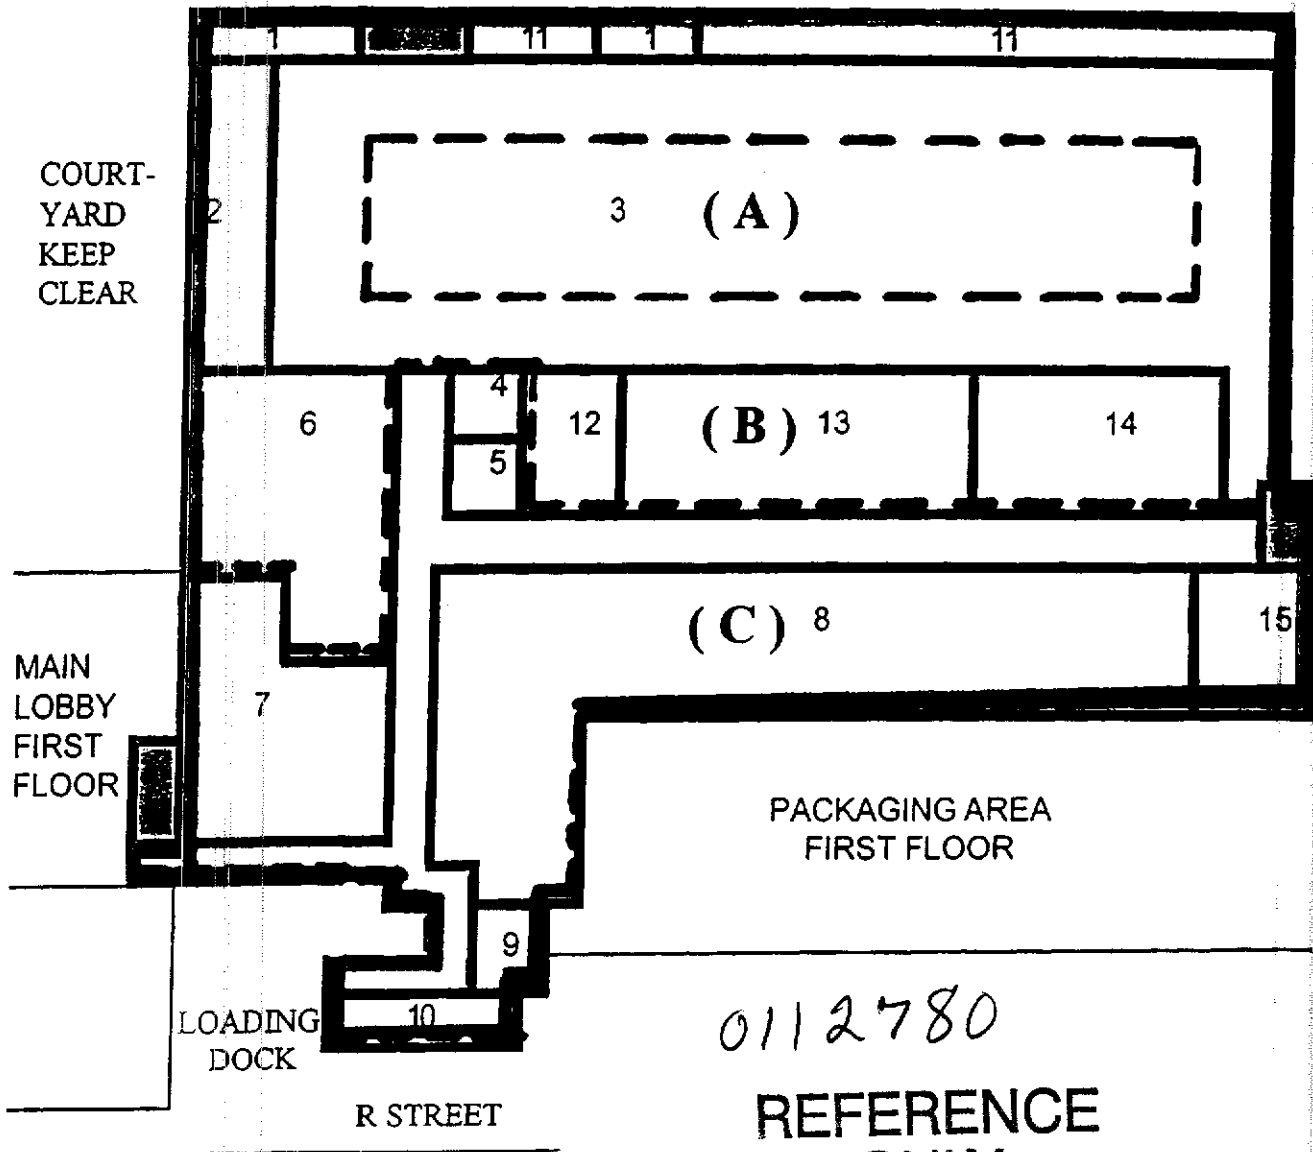 1
11
1
11
COURT-
YARD
KEEP
CLEAR
2
3 (A)
4
6
12
(B) 13
14
5
(C) 8
15
MAIN
LOBBY
FIRST
FLOOR
7
PACKAGING AREA
FIRST FLOOR
9
10
LOADING
DOCK
0112780
R STREET
REFERENCE